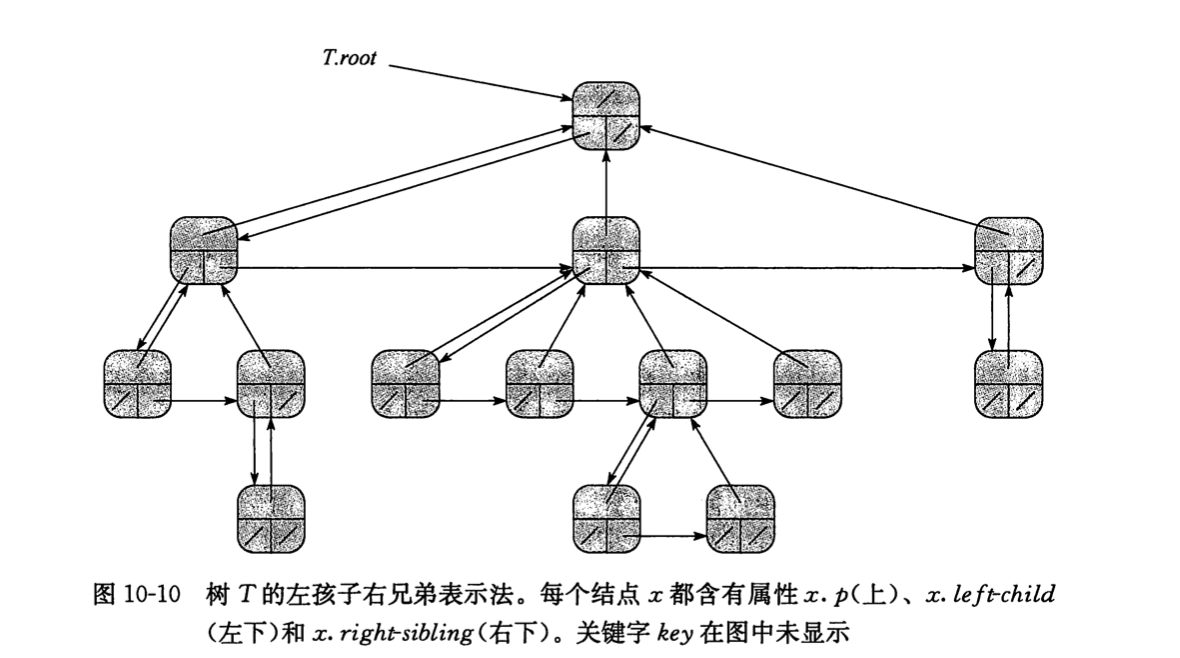 T.root
图 10-10 树 T 的左孩子右兄弟表示法。每个结点 x 都含有属性 x. p(上)、x. left-child
(左下)和 x. right-sibling(右下)。关键字 key 在图中未显示